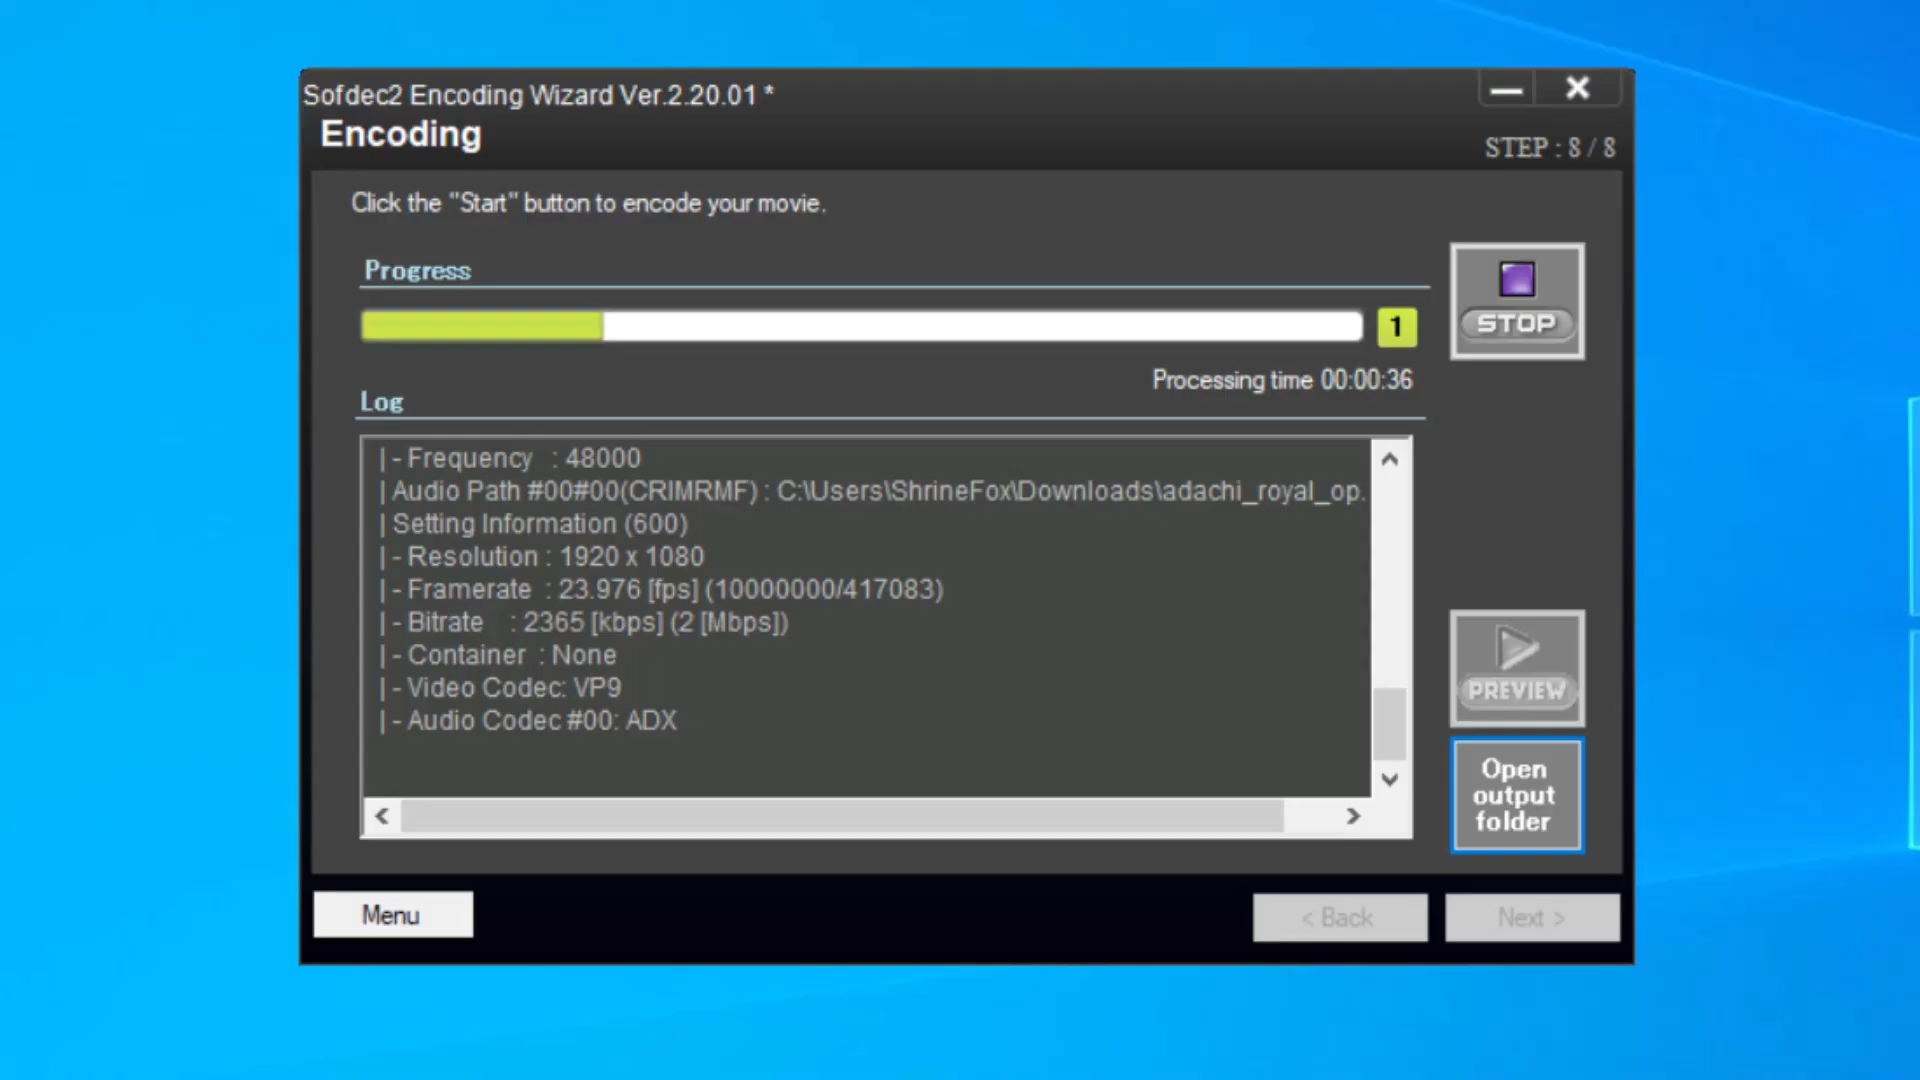 Sofdec2 Encoding Wizard Ver.2.20.01 *
Encoding
STEP : 8 / 8
Click the "Start" button to encode your movie.
Progress
1
STOP
Processing time 00:00:36
Log
|- Frequency : 48000
|Audio Path #00#00(CRIMRMF) : C:\Users\ShrineFox\Downloads\adachi_royal_op.
|Setting Information (600)
|- Resolution : 1920 x 1080
|- Framerate : 23.976 [fps] (10000000/417083)
|- Bitrate : 2365 [kbps] (2 [Mbps])
|- Container : None
|- Video Codec: VP9
|- Audio Codec #00: ADX
PREVIEW
Open
output
folder
Menu
< Back
Next >